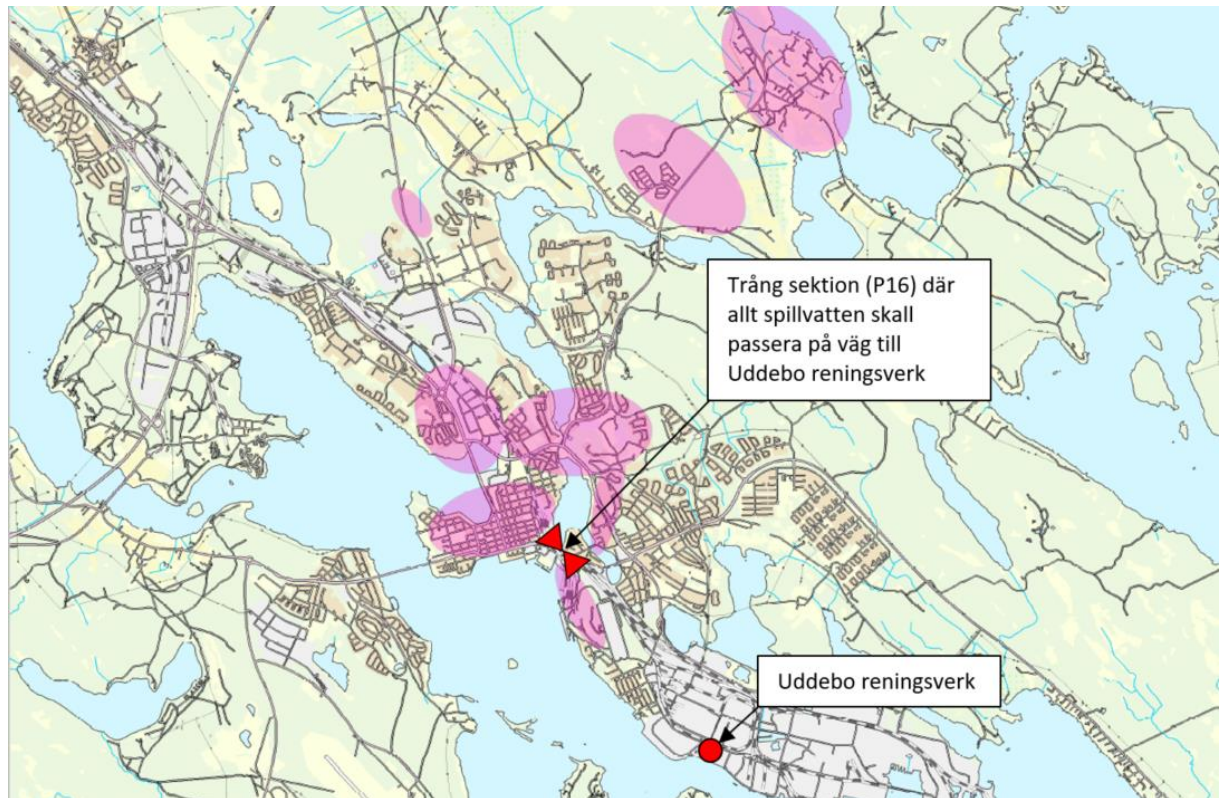 Trång sektion (P16) där
allt spillvatten skall
passera på väg till
Uddebo reningsverk
Uddebo reningsverk